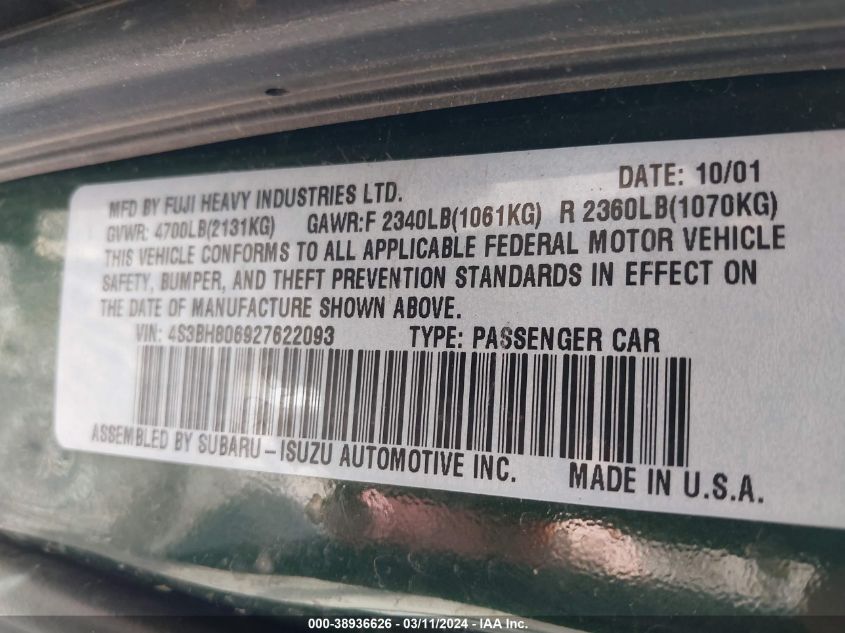 DATE: 10/01
MFD BY FUJI HEAVY INDUSTRIES LTD.
GVWR: 4700LB(2131KG) GAWR:F 2340LB(1061KG) R 2360LB(1070KG)
THIS VEHICLE CONFORMS TO ALL APPLICABLE FEDERAL MOTOR VEHICLE
SAFETY, BUMPER, AND THEFT PREVENTION STANDARDS IN EFFECT ON
THE DATE OF MANUFACTURE SHOWN ABOVE.
VIN: 4S3BH806927622093 TYPE: PASSENGER CAR
ASSEMBLED BY SUBARU-ISUZU AUTOMOTIVE INC. MADE IN U.S.A.
000-38936626 - 03/11/2024 - IAA Inc.